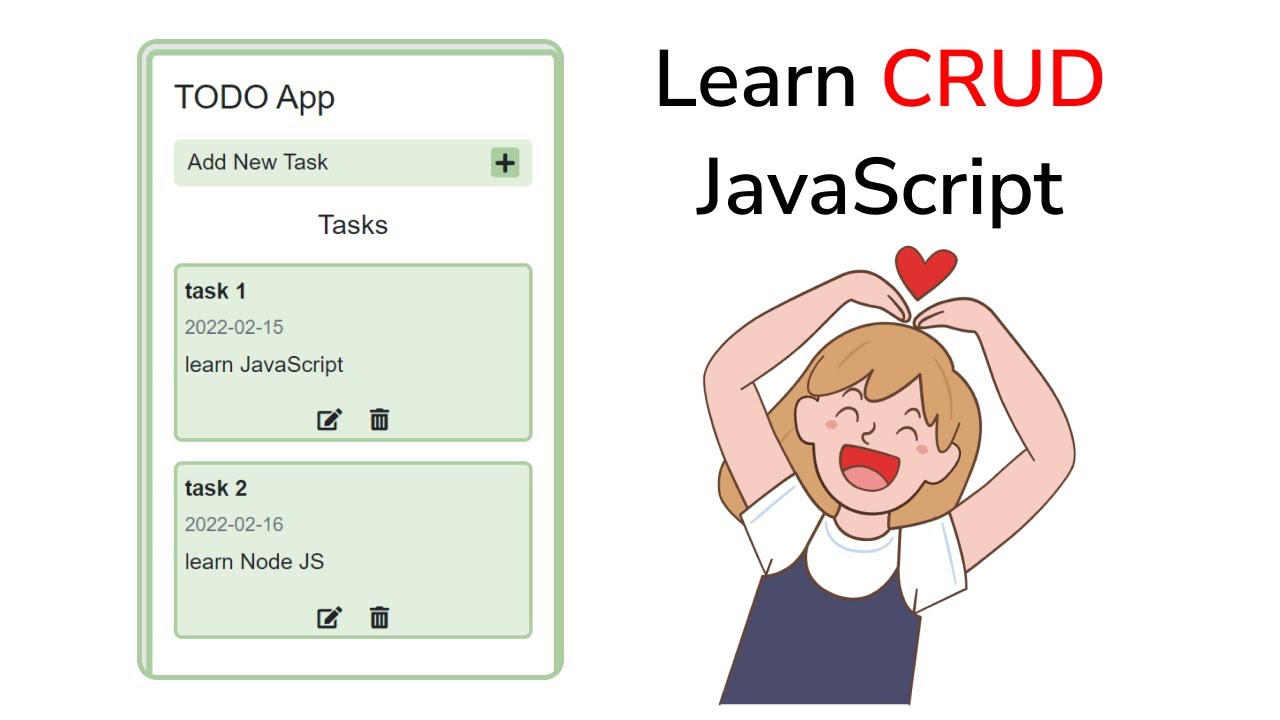 TODO App
Add New Task
Tasks
task 1
2022-02-15
learn JavaScript
task 2
2022-02-16
learn Node JS
Learn CRUD
JavaScript